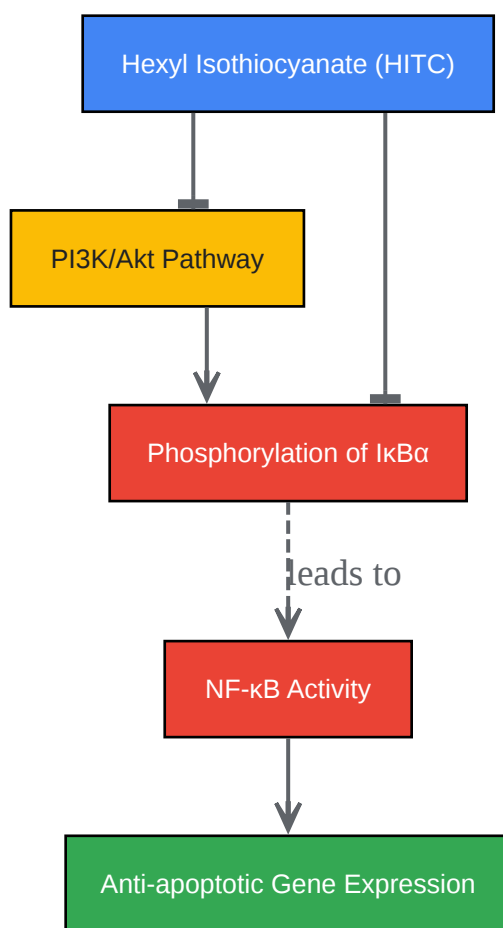 Hexyl Isothiocyanate (HITC)
PI3K/Akt Pathway
Phosphorylation of IκBα
leads to
NF-κB Activity
Anti-apoptotic Gene Expression